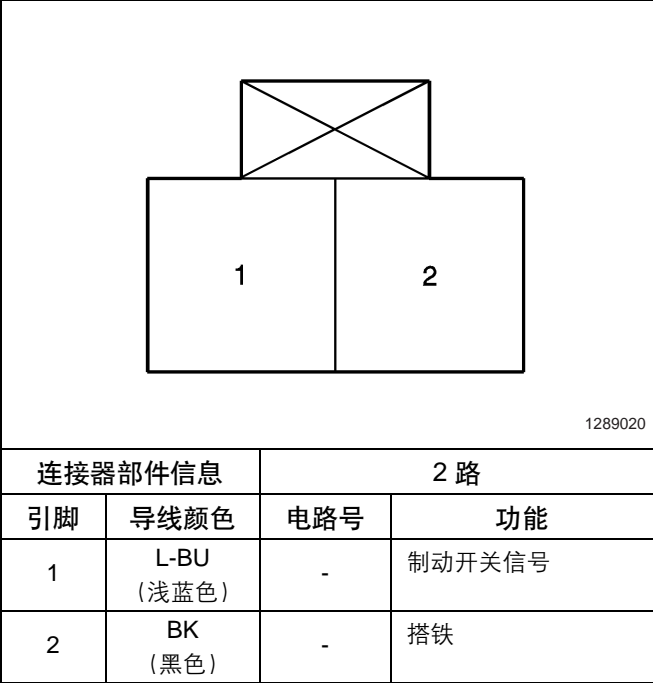 1 2
1289020
连接器部件信息 2 路
引脚 导线颜色 电路号 功能
1 L-BU (浅蓝色) - 制动开关信号
2 BK (黑色) - 搭铁